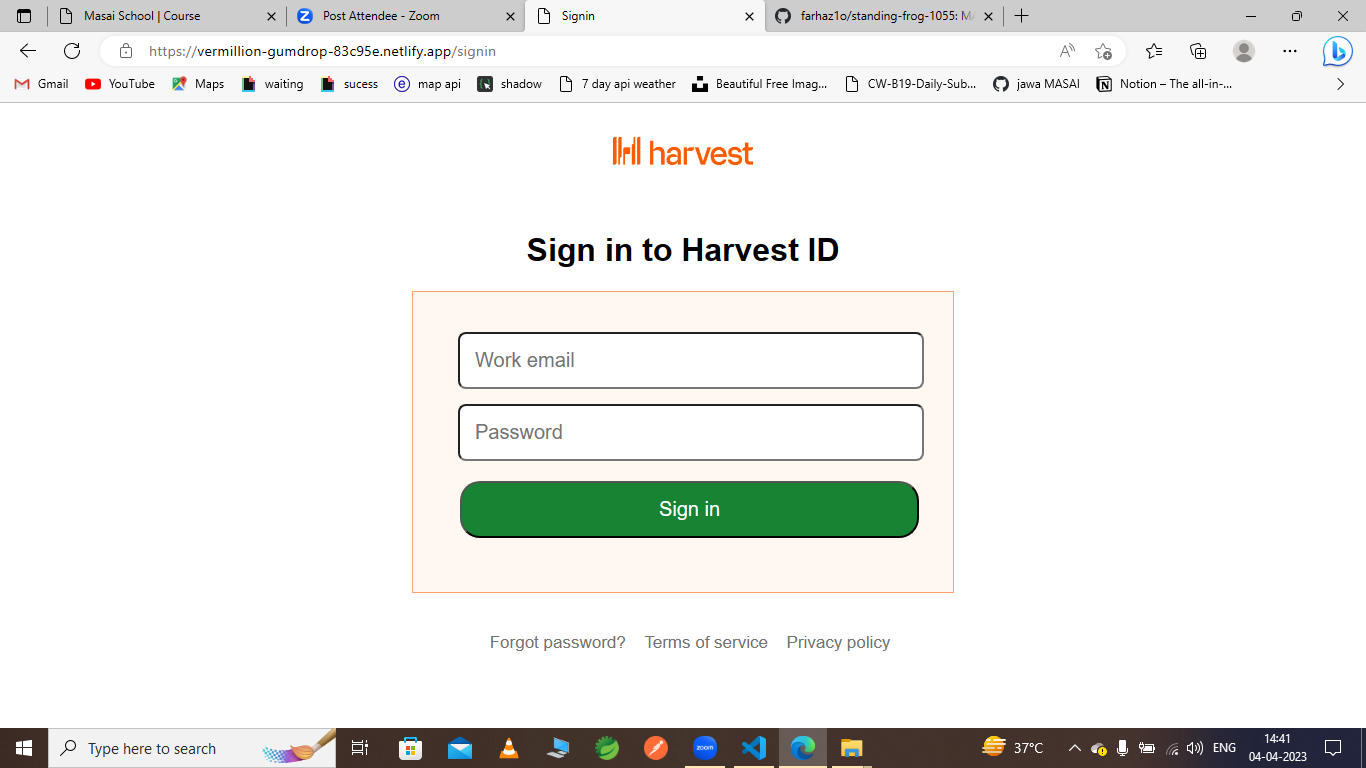 Masai School | Course
Post Attendee - Zoom
Signin
farhaz1o/standing-frog-1055: MA
https://vermillion-gumdrop-83c95e.netlify.app/signin
Gmail
YouTube
Maps
waiting
sucess
map api
shadow
7 day api weather
Beautiful Free Imag...
CW-B19-Daily-Sub...
jawa MASAI
Notion – The all-in-...
harvest
Sign in to Harvest ID
Work email
Password
Sign in
Forgot password? Terms of service Privacy policy
Type here to search
zoom
37°C
ENG
14:41
04-04-2023